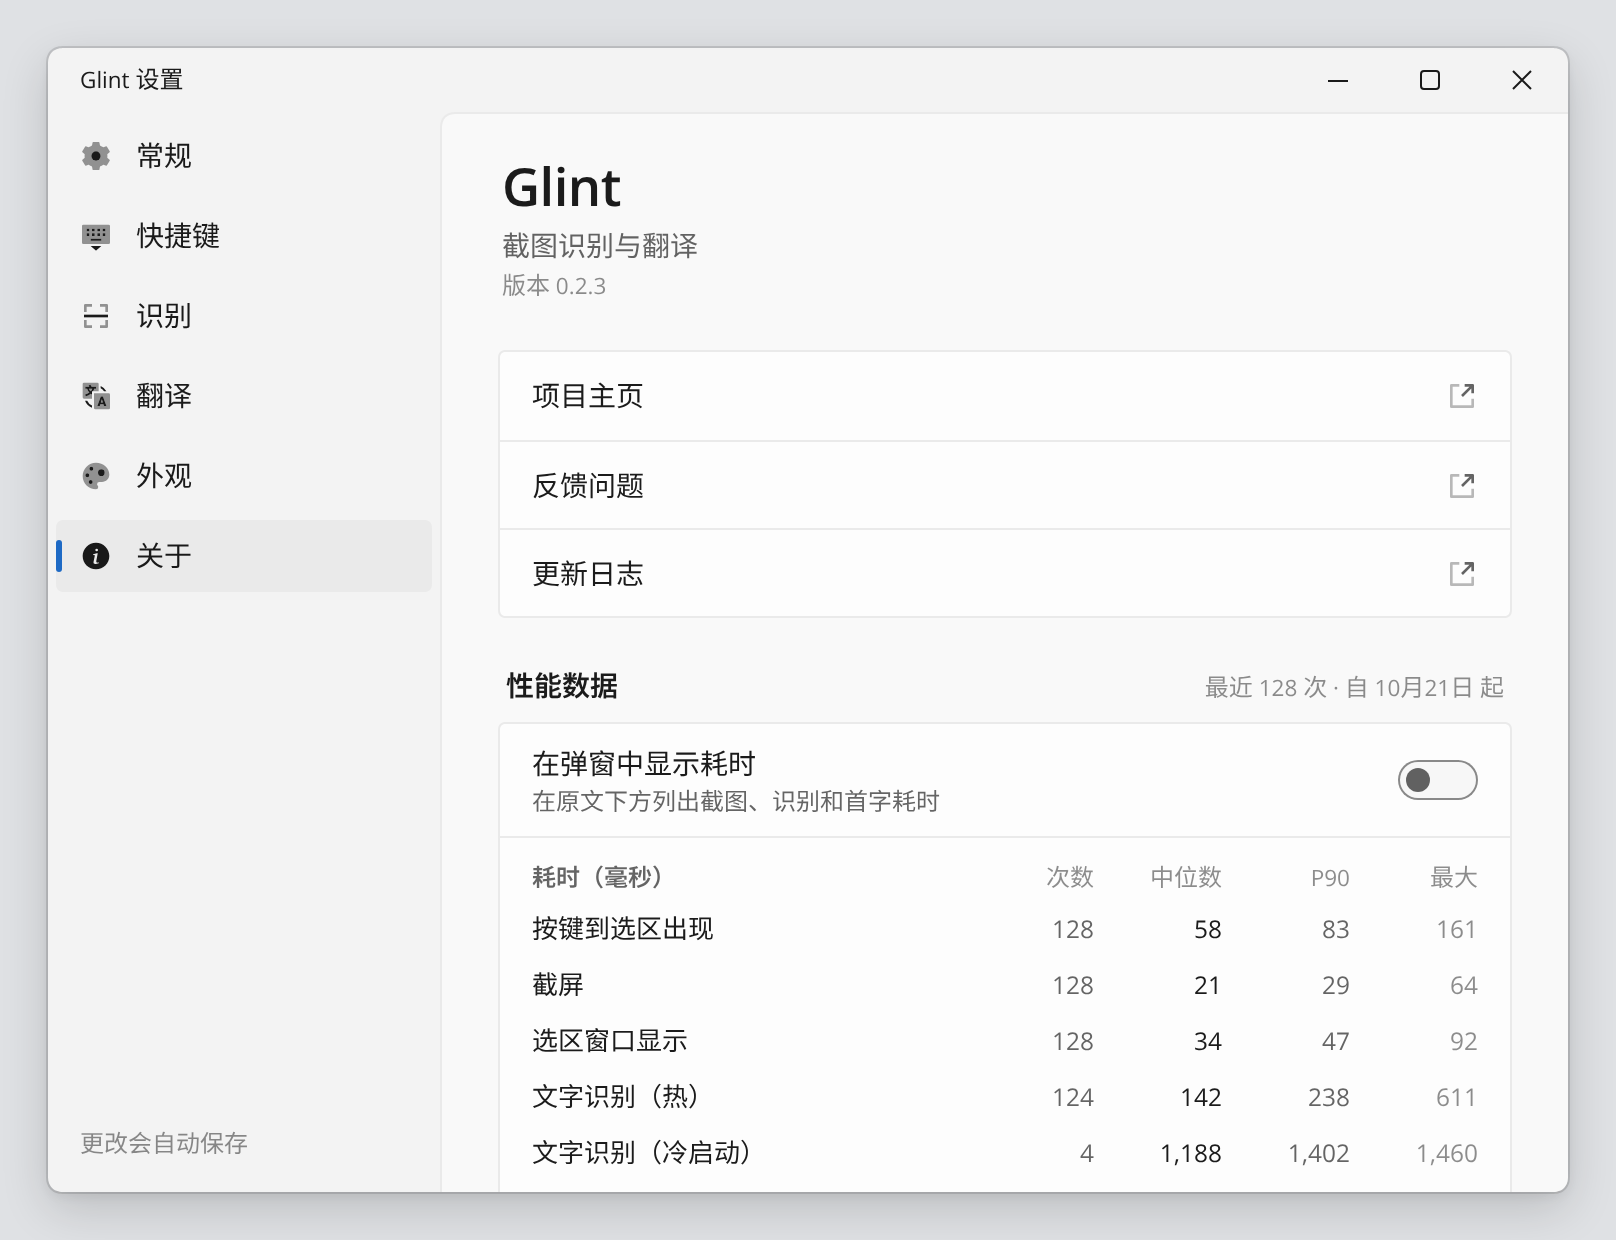 Glint 设置
常规
快捷键
识别
翻译
外观
关于
更改会自动保存
Glint
截图识别与翻译
版本 0.2.3
项目主页
反馈问题
更新日志
性能数据 最近 128 次 · 自 10月21日 起
在弹窗中显示耗时
在原文下方列出截图、识别和首字耗时
耗时（毫秒） 次数 中位数 P90 最大
按键到选区出现 128 58 83 161
截屏 128 21 29 64
选区窗口显示 128 34 47 92
文字识别（热） 124 142 238 611
文字识别（冷启动） 4 1,188 1,402 1,460